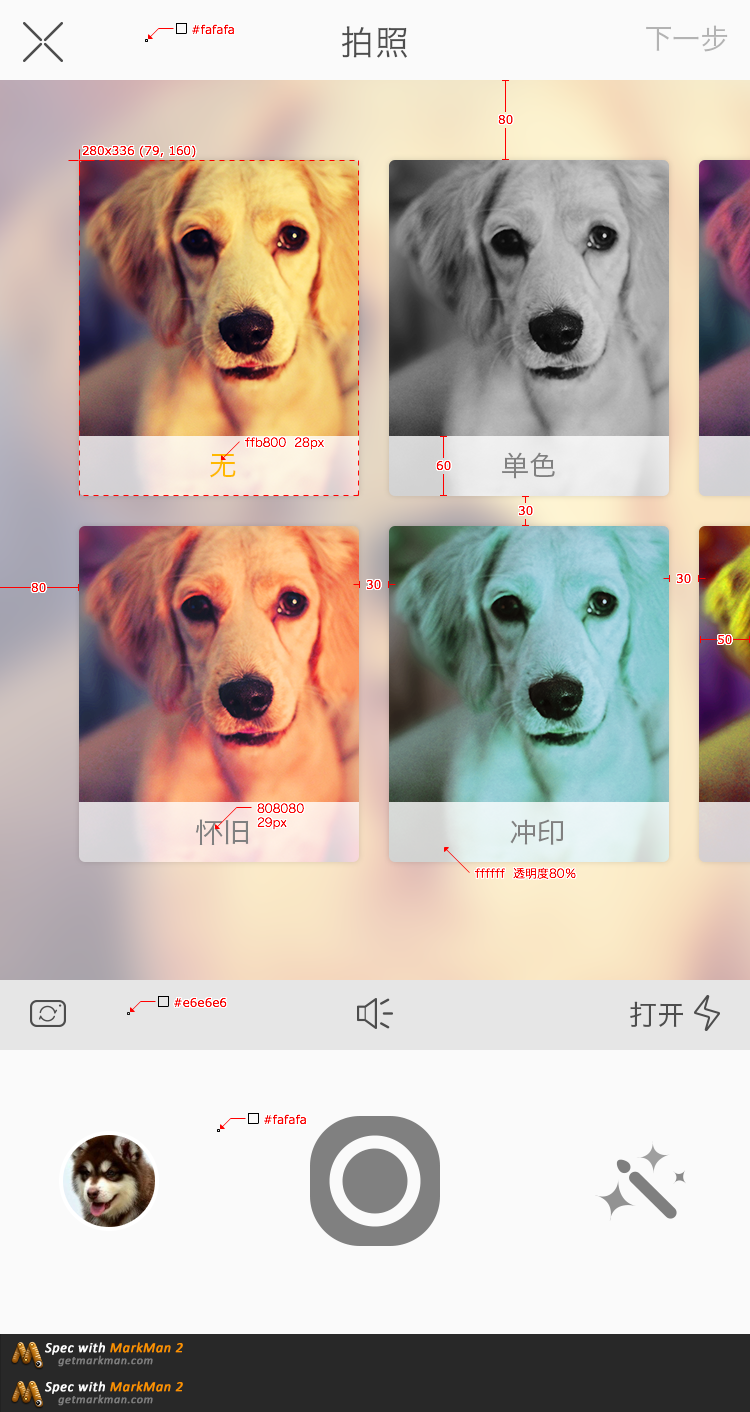 #fafafa
拍照
下一步
80
280x336 (79, 160)
ffb800 28px
无
60
单色
30
80
30
30
50
808080
29px
怀旧
冲印
ffffff 透明度80%
#e6e6e6
打开
#fafafa
Spec with MarkMan 2
getmarkman.com
Spec with MarkMan 2
getmarkman.com